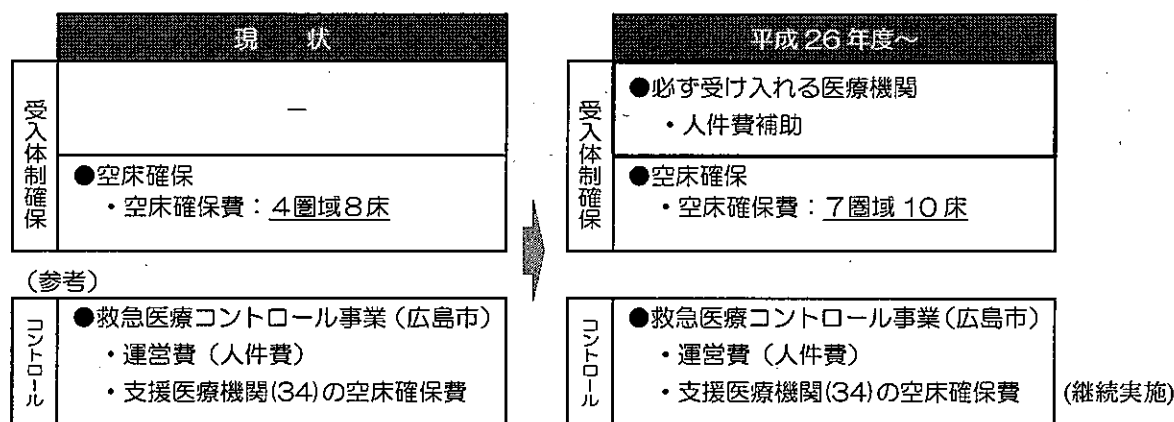 現 状
受入体制確保
－
●空床確保
・空床確保費：４圏域８床
(参考)
コントロール
●救急医療コントロール事業（広島市）
・運営費（人件費）
・支援医療機関(34)の空床確保費
平成 26 年度～
受入体制確保
●必ず受け入れる医療機関
・人件費補助
●空床確保
・空床確保費：７圏域 10 床
コントロール
●救急医療コントロール事業（広島市）
・運営費（人件費）
・支援医療機関(34)の空床確保費
(継続実施)